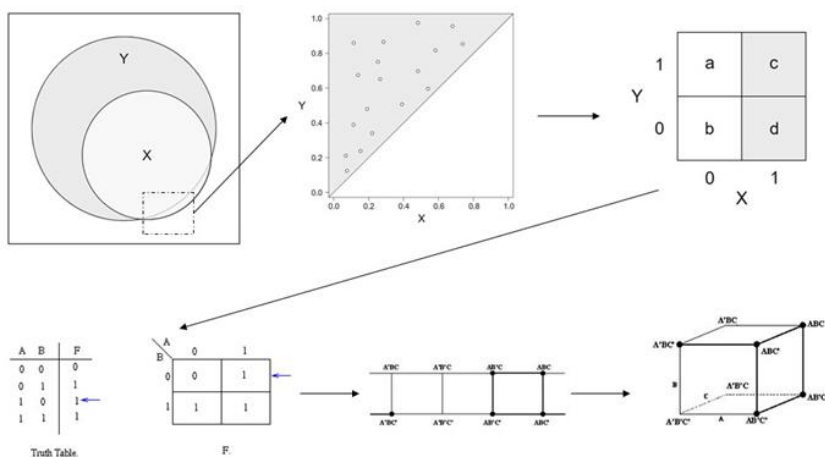 Y
X
1.0
0.8
0.6
Y
0.4
0.2
0.0
0.0 0.2 0.4 0.6 0.8 1.0
X
1 a c
Y
0 b d
0 1
X
A B F
0 0 0
0 1 1
1 0 1
1 1 1
Truth Table.
A
B
0 1
0 0 1
1 1 1
F.
A'BC A'B'C AB'C ABC
A'BC' A'B'C' AB'C' ABC'
A'BC ABC
A'BC' ABC'
B C A'B'C AB'C
A'B'C' A AB'C'